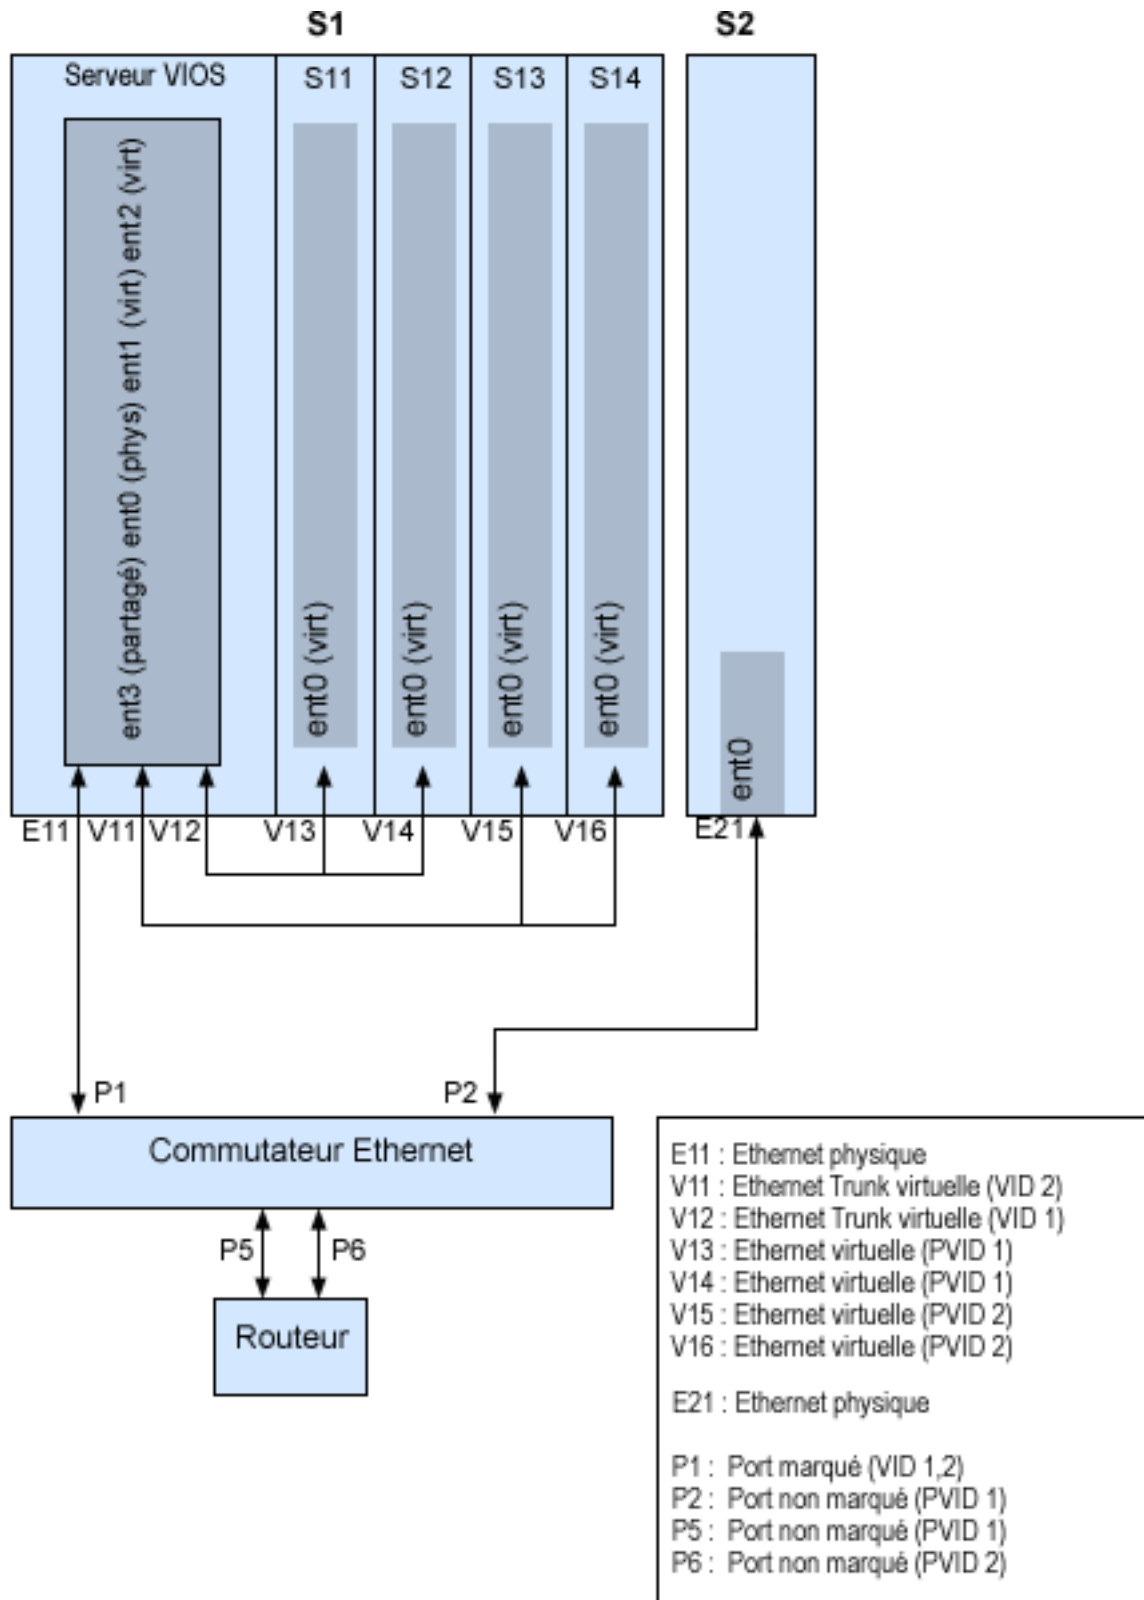 S1
S2
Serveur VIOS
S11
S12
S13
S14
ent3 (partagé) ent0 (phys) ent1 (virt) ent2 (virt)
ent0 (virt)
ent0 (virt)
ent0 (virt)
ent0 (virt)
ent0
E11
V11
V12
V13
V14
V15
V16
E21
P1
P2
Commutateur Ethernet
P5
P6
Routeur
E11 : Ethernet physique
V11 : Ethernet Trunk virtuelle (VID 2)
V12 : Ethernet Trunk virtuelle (VID 1)
V13 : Ethernet virtuelle (PVID 1)
V14 : Ethernet virtuelle (PVID 1)
V15 : Ethernet virtuelle (PVID 2)
V16 : Ethernet virtuelle (PVID 2)
E21 : Ethernet physique
P1 : Port marqué (VID 1,2)
P2 : Port non marqué (PVID 1)
P5 : Port non marqué (PVID 1)
P6 : Port non marqué (PVID 2)